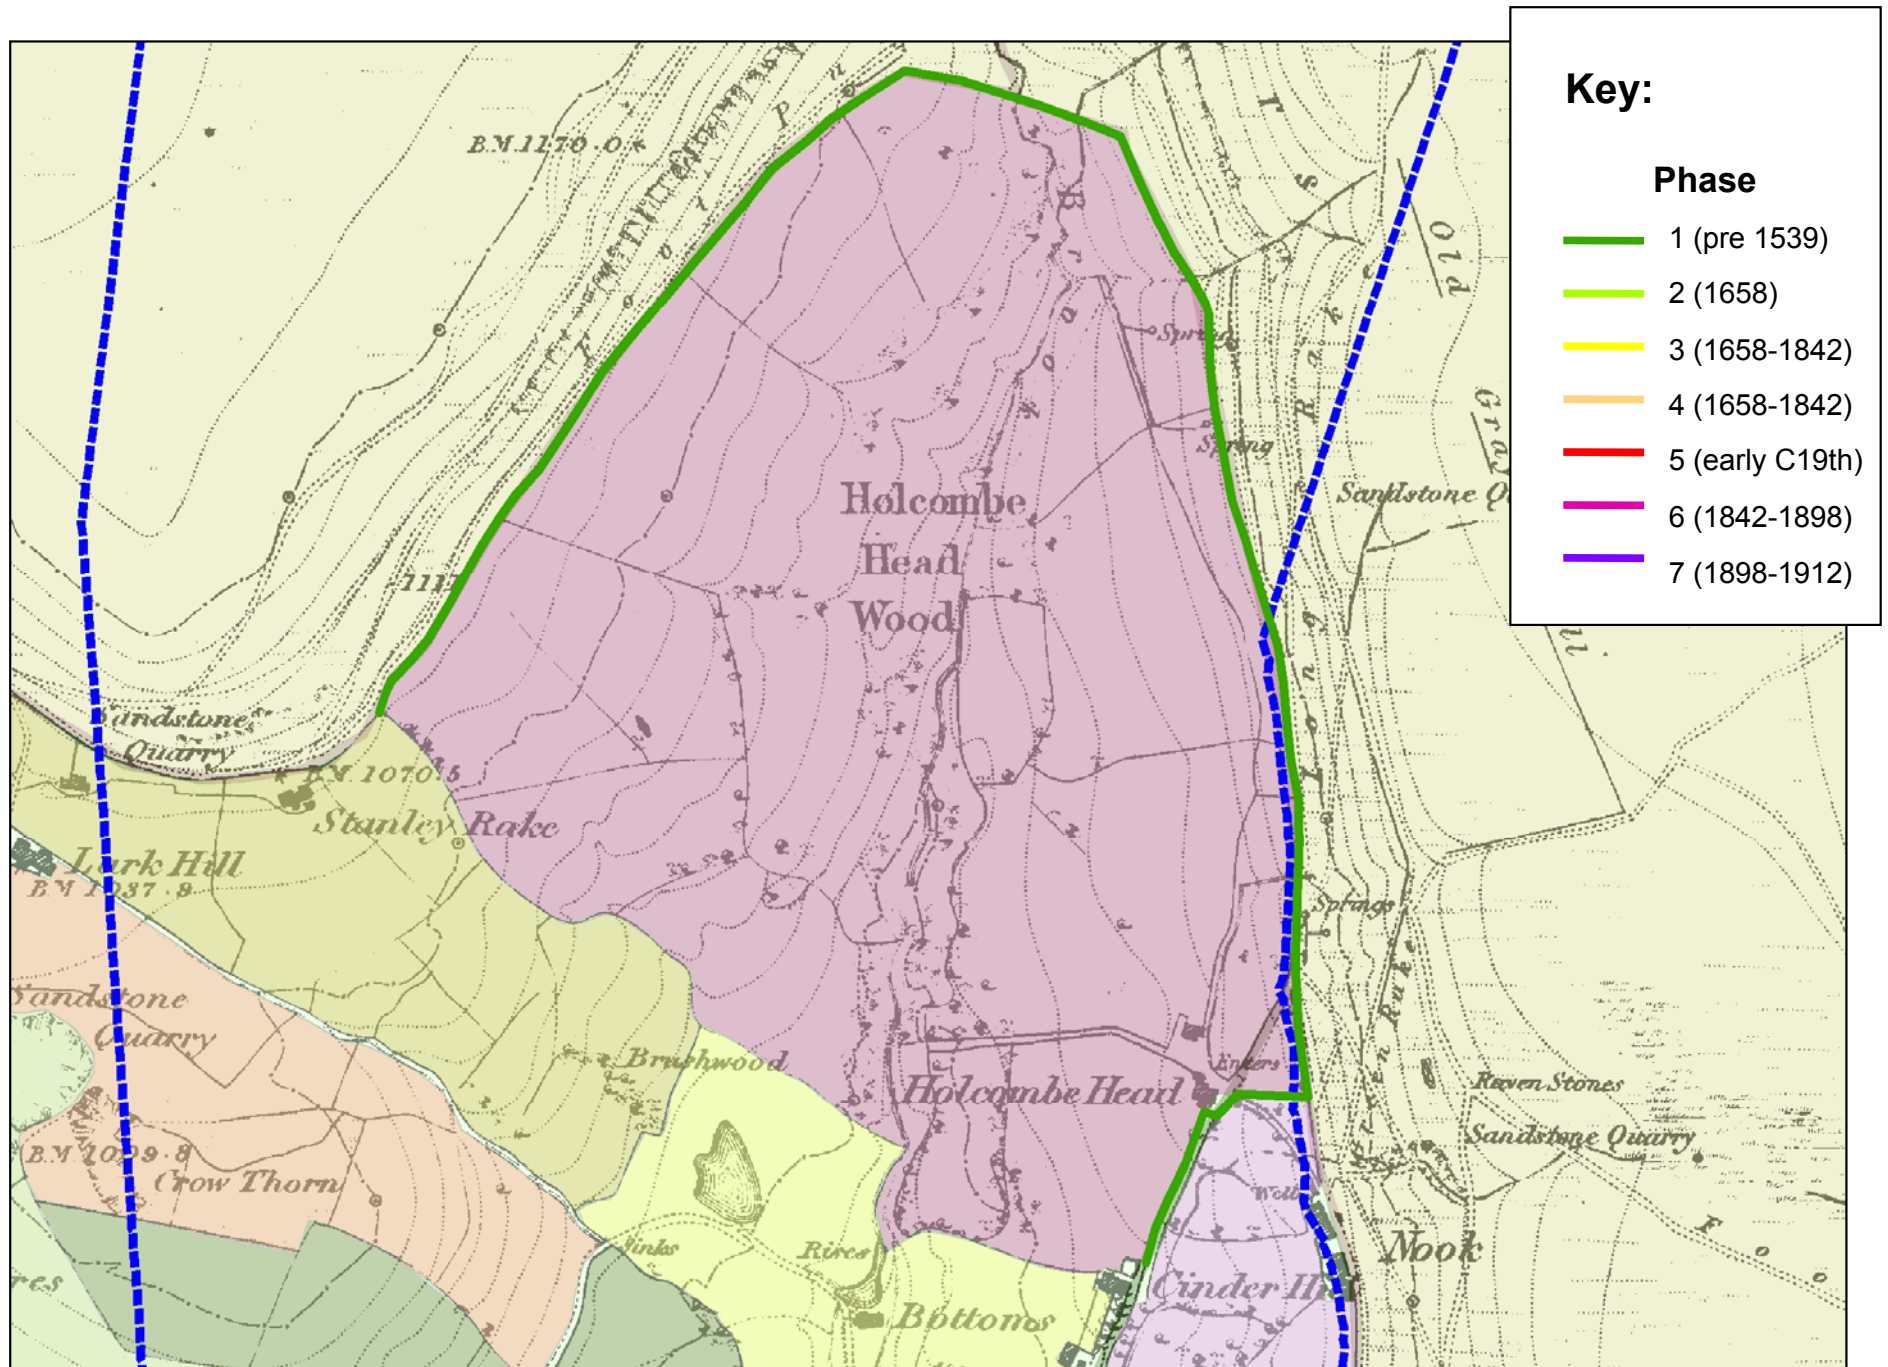 Key:
Phase
1 (pre 1539)
2 (1658)
3 (1658-1842)
4 (1658-1842)
5 (early C19th)
6 (1842-1898)
7 (1898-1912)
B.M. 1170.0
Old
Spring
Spring
Sandstone Q
Holcombe
Head
Wood
Sandstone
Quarry
B.M. 1070.5
Stanley Rake
Lark Hill
B.M 1037.9
Springs
Sandstone
Quarry
Brushwood
Holcombe Head
Raven Stones
Sandstone Quarry
B.M 1099.8
Crow Thorn
Well
Nook
Cinder Hill
Bottoms